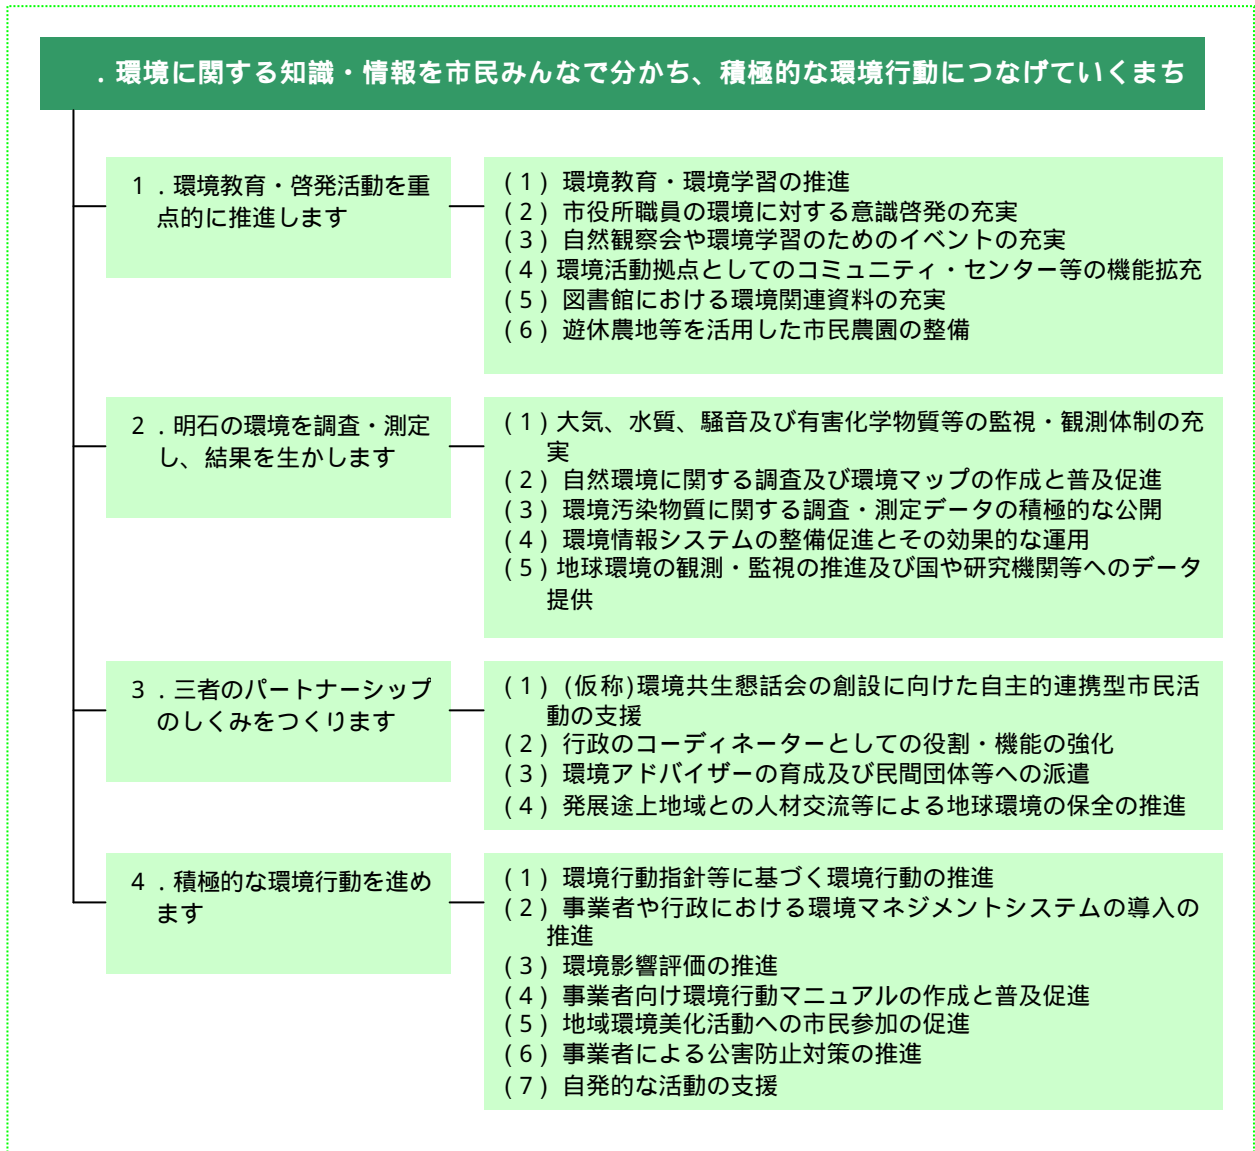 ．環境に関する知識・情報を市民みんなで分かち、積極的な環境行動につなげていくまち
1．環境教育・啓発活動を重
点的に推進します
(1) 環境教育・環境学習の推進
(2) 市役所職員の環境に対する意識啓発の充実
(3) 自然観察会や環境学習のためのイベントの充実
(4) 環境活動拠点としてのコミュニティ・センター等の機能拡充
(5) 図書館における環境関連資料の充実
(6) 遊休農地等を活用した市民農園の整備
2．明石の環境を調査・測定
し、結果を生かします
(1) 大気、水質、騒音及び有害化学物質等の監視・観測体制の充
実
(2) 自然環境に関する調査及び環境マップの作成と普及促進
(3) 環境汚染物質に関する調査・測定データの積極的な公開
(4) 環境情報システムの整備促進とその効果的な運用
(5) 地球環境の観測・監視の推進及び国や研究機関等へのデータ
提供
3．三者のパートナーシップ
のしくみをつくります
(1) (仮称)環境共生懇話会の創設に向けた自主的連携型市民活
動の支援
(2) 行政のコーディネーターとしての役割・機能の強化
(3) 環境アドバイザーの育成及び民間団体等への派遣
(4) 発展途上地域との人材交流等による地球環境の保全の推進
4．積極的な環境行動を進め
ます
(1) 環境行動指針等に基づく環境行動の推進
(2) 事業者や行政における環境マネジメントシステムの導入の
推進
(3) 環境影響評価の推進
(4) 事業者向け環境行動マニュアルの作成と普及促進
(5) 地域環境美化活動への市民参加の促進
(6) 事業者による公害防止対策の推進
(7) 自発的な活動の支援